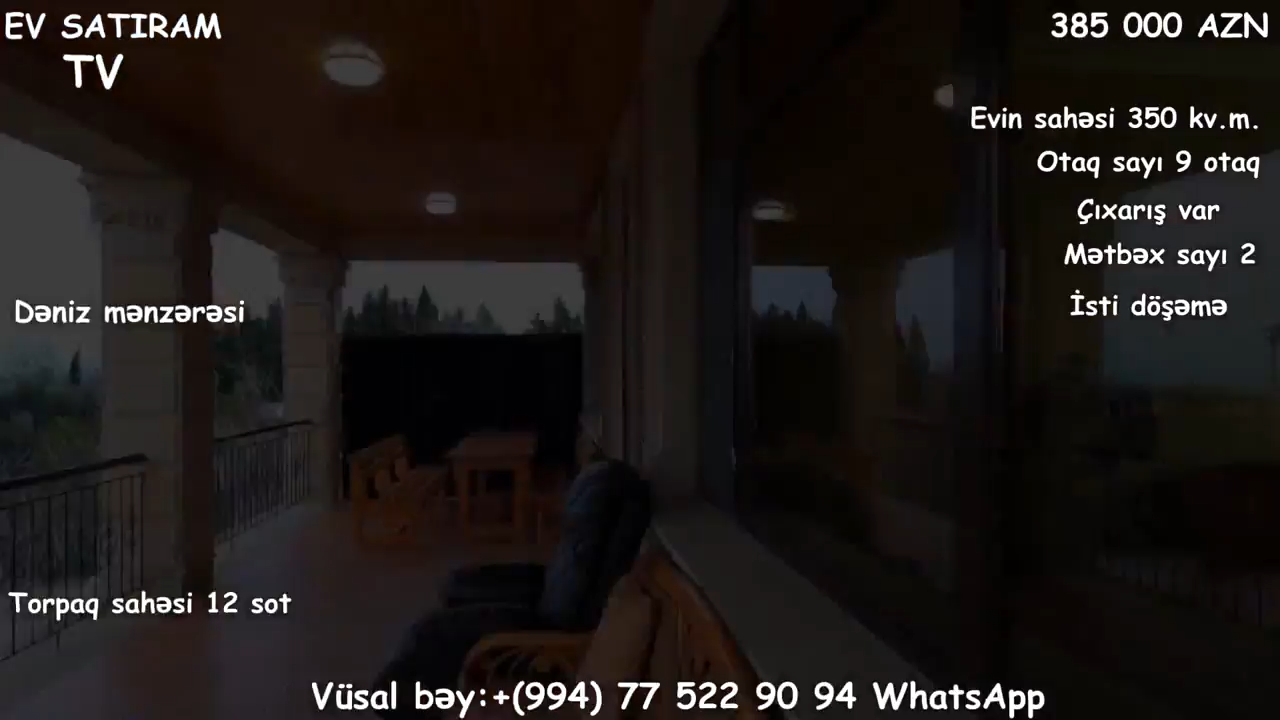 EV SATIRAM
TV
385 000 AZN
Evin sahəsi 350 kv.m.
Otaq sayı 9 otaq
Çıxarış var
Mətbəx sayı 2
İsti döşəmə
Dəniz mənzərəsi
Torpaq sahəsi 12 sot
Vüsal bəy:+(994) 77 522 90 94 WhatsApp